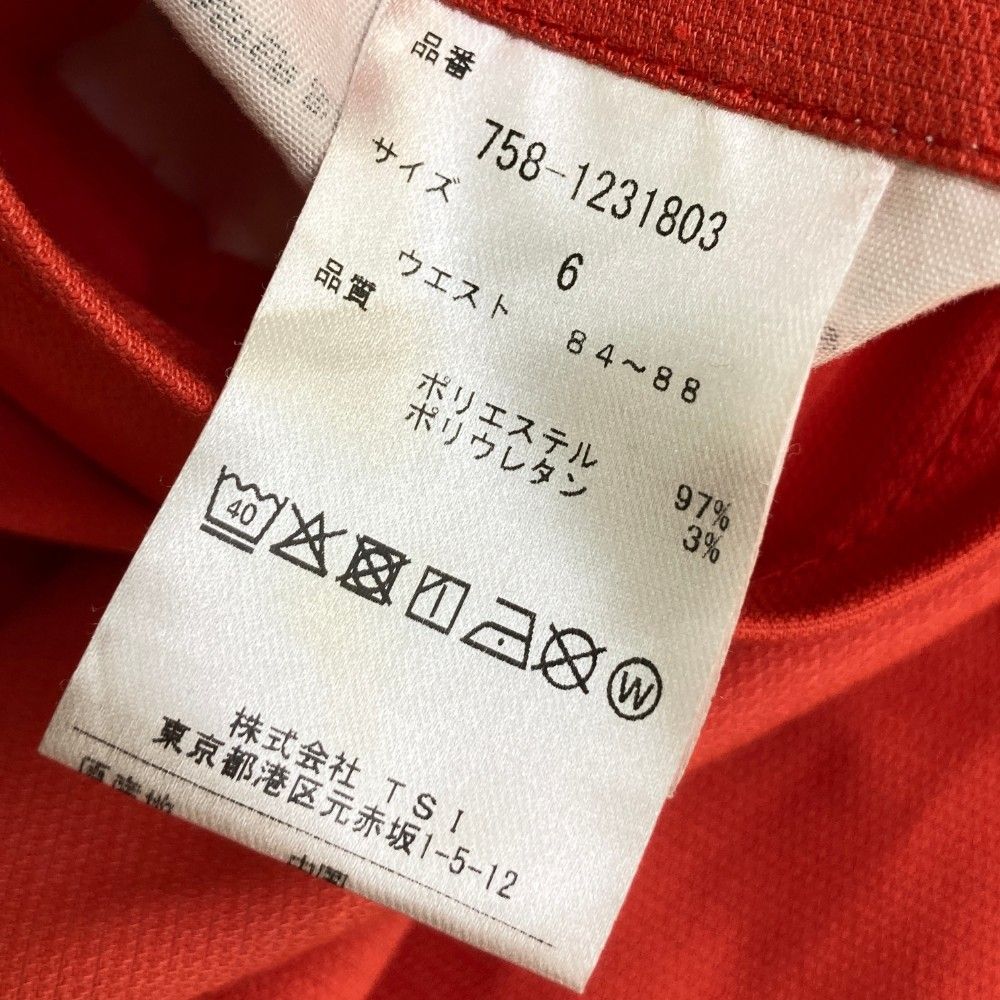 品番
758-1231803
サイズ
6
ウエスト 84～88
品質
ポリエステル 97%
ポリウレタン 3%
40
W
株式会社 TSI
東京都港区元赤坂1-5-12